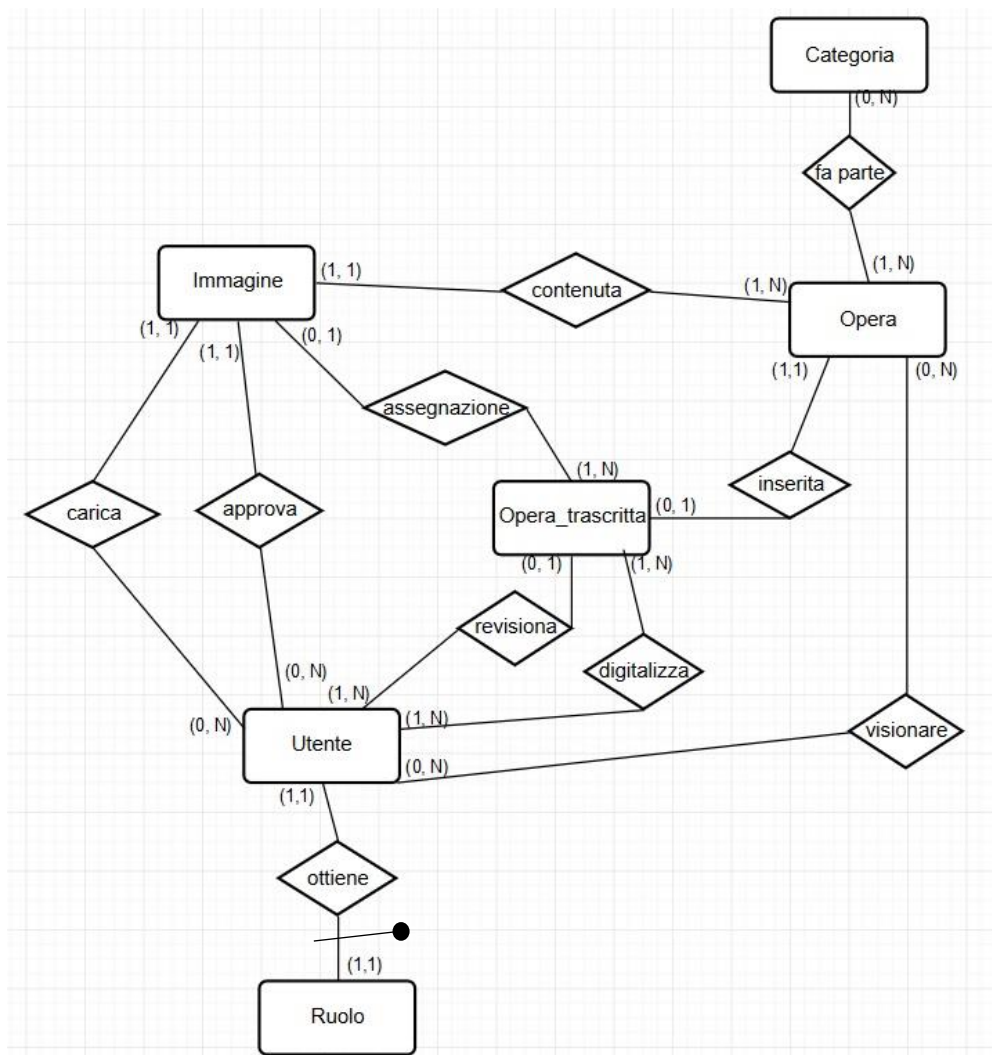 Categoria
(0, N)
fa parte
(1, N)
Immagine
(1, 1)
contenuta
(1, N)
Opera
(1, 1)
(1, 1)
(0, 1)
(1,1)
(0, N)
assegnazione
(1, N)
inserita
carica
approva
Opera_trascritta
(0, 1)
(0, 1)
(1, N)
revisiona
digitalizza
(0, N)
(1, N)
(0, N)
(1, N)
Utente
visionare
(0, N)
(1,1)
ottiene
(1,1)
Ruolo